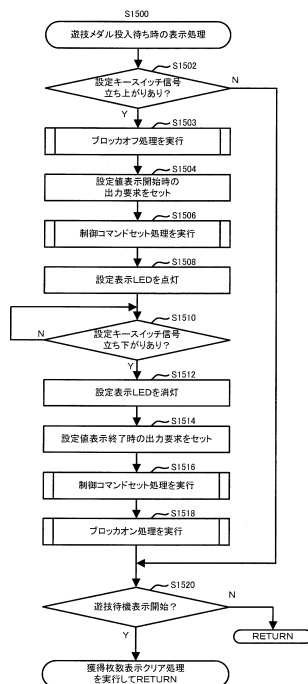 S1500
遊技メダル投入待ち時の表示処理
S1502
設定キースイッチ信号
立ち上がりあり？
N
Y
S1503
ブロッカオフ処理を実行
S1504
設定値表示開始時の
出力要求をセット
S1506
制御コマンドセット処理を実行
S1508
設定表示LEDを点灯
S1510
設定キースイッチ信号
立ち下がりあり？
N
Y
S1512
設定表示LEDを消灯
S1514
設定値表示終了時の出力要求をセット
S1516
制御コマンドセット処理を実行
S1518
ブロッカオン処理を実行
S1520
遊技待機表示開始？
N
Y
RETURN
獲得枚数表示クリア処理
を実行してRETURN